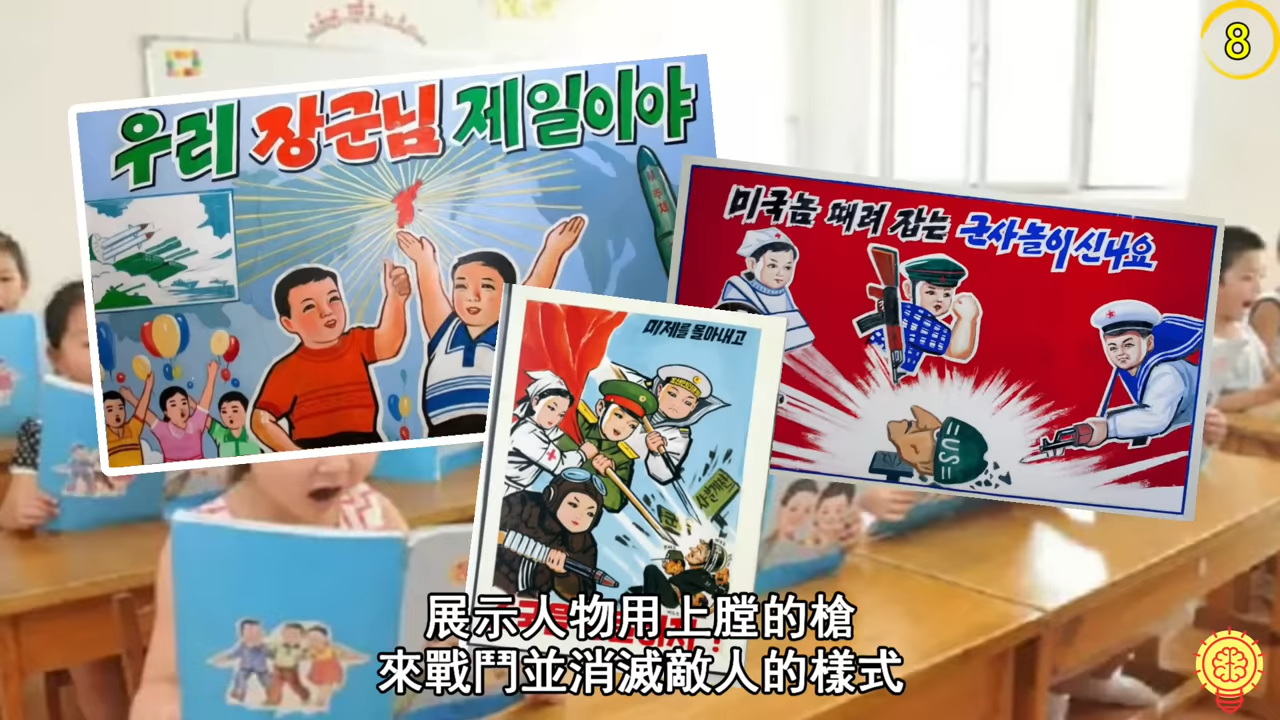 8
우리 장군님 제일이야
미국놈 때려 잡는 군사놀이 신나요
미제를 몰아내고
=US=
展示人物用上膛的槍
來戰鬥並消滅敵人的樣式